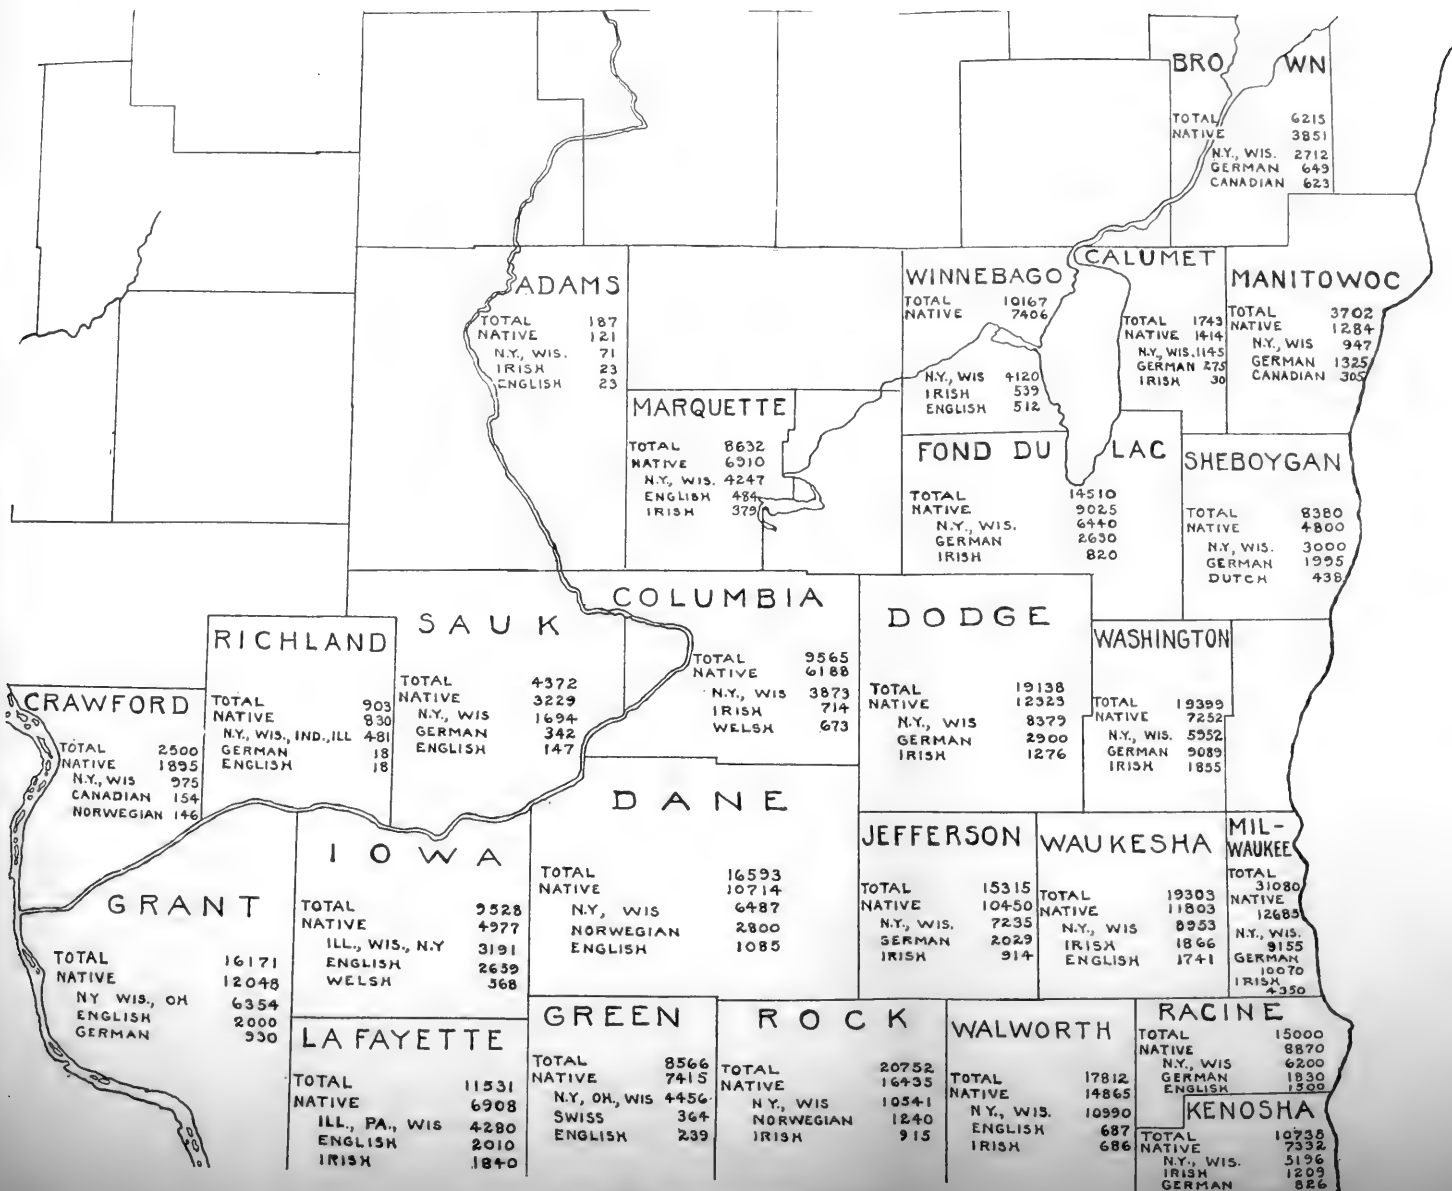 BROWN
TOTAL 6215
NATIVE 3851
N.Y., WIS. 2712
GERMAN 649
CANADIAN 623
ADAMS
TOTAL 187
NATIVE 121
N.Y., WIS. 71
IRISH 23
ENGLISH 23
WINNEBAGO
TOTAL 10167
NATIVE 7406
N.Y., WIS 4120
IRISH 539
ENGLISH 512
CALUMET
TOTAL 1743
NATIVE 1414
N.Y., WIS. 1145
GERMAN 275
IRISH 30
MANITOWOC
TOTAL 3702
NATIVE 1284
N.Y., WIS 947
GERMAN 1325
CANADIAN 305
MARQUETTE
TOTAL 8632
NATIVE 6910
N.Y., WIS. 4247
ENGLISH 484
IRISH 379
FOND DU LAC
TOTAL 14510
NATIVE 9025
N.Y., WIS. 6440
GERMAN 2630
IRISH 820
SHEBOYGAN
TOTAL 8380
NATIVE 4800
N.Y., WIS. 3000
GERMAN 1995
DUTCH 438
CRAWFORD
TOTAL 2500
NATIVE 1895
N.Y., WIS 975
CANADIAN 154
NORWEGIAN 146
RICHLAND
TOTAL 903
NATIVE 830
N.Y., WIS., IND., ILL 481
GERMAN 18
ENGLISH 18
SAUK
TOTAL 4372
NATIVE 3229
N.Y., WIS 1694
GERMAN 342
ENGLISH 147
COLUMBIA
TOTAL 9565
NATIVE 6188
N.Y., WIS 3873
IRISH 714
WELSH 673
DODGE
TOTAL 19138
NATIVE 12323
N.Y., WIS 8379
GERMAN 2900
IRISH 1276
WASHINGTON
TOTAL 19399
NATIVE 7252
N.Y., WIS. 5952
GERMAN 9089
IRISH 1855
GRANT
TOTAL 16171
NATIVE 12048
NY WIS., OH 6354
ENGLISH 2000
GERMAN 930
IOWA
TOTAL 9528
NATIVE 4977
ILL., WIS., N.Y 3191
ENGLISH 2639
WELSH 368
DANE
TOTAL 16593
NATIVE 10714
N.Y, WIS 6487
NORWEGIAN 2800
ENGLISH 1085
JEFFERSON
TOTAL 15315
NATIVE 10450
N.Y., WIS. 7235
GERMAN 2029
IRISH 914
WAUKESHA
TOTAL 19303
NATIVE 11803
N.Y., WIS 8953
IRISH 1866
ENGLISH 1741
MIL-
WAUKEE
TOTAL
31080
NATIVE
12685
N.Y., WIS.
9155
GERMAN
10070
IRISH
4350
LA FAYETTE
TOTAL 11531
NATIVE 6908
ILL., PA., WIS 4280
ENGLISH 2010
IRISH 1840
GREEN
TOTAL 8566
NATIVE 7415
N.Y., OH., WIS 4456
SWISS 364
ENGLISH 239
ROCK
TOTAL 20752
NATIVE 16435
N.Y., WIS 10541
NORWEGIAN 1240
IRISH 915
WALWORTH
TOTAL 17812
NATIVE 14865
N.Y., WIS. 10990
ENGLISH 687
IRISH 686
RACINE
TOTAL 15000
NATIVE 8870
N.Y., WIS 6200
GERMAN 1830
ENGLISH 1300
KENOSHA
TOTAL 10735
NATIVE 7332
N.Y., WIS. 5196
IRISH 1209
GERMAN 826